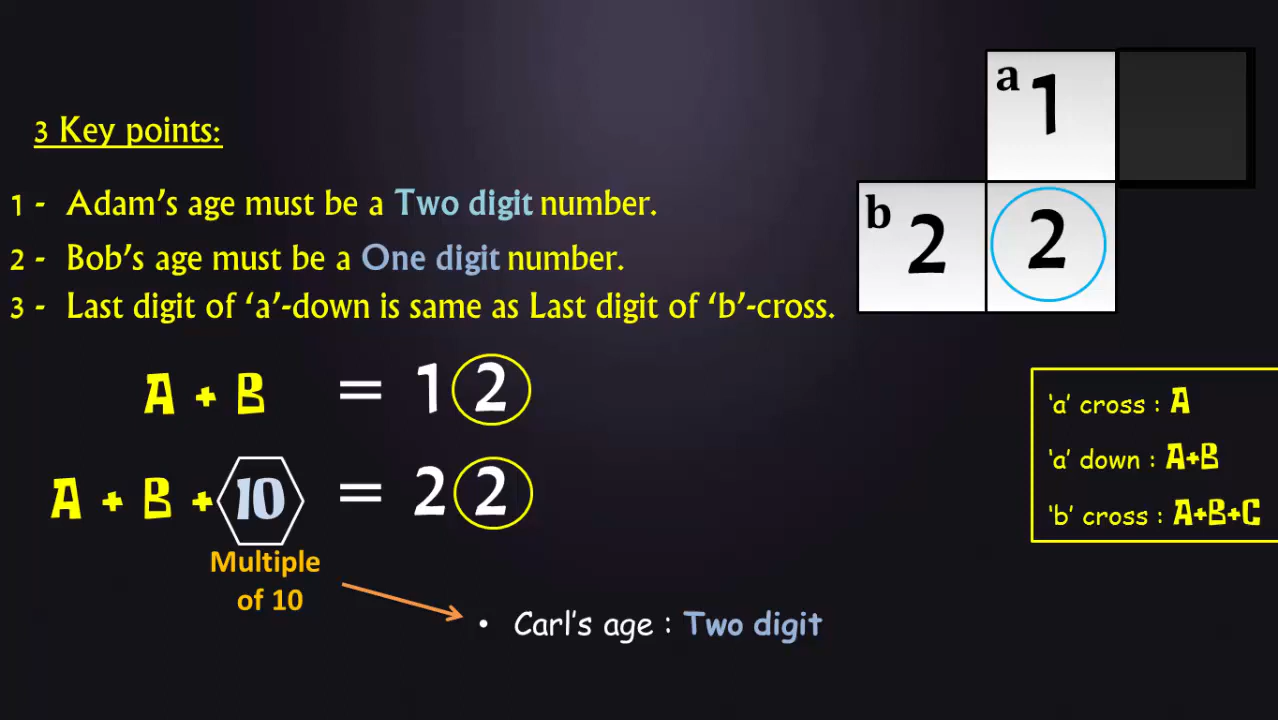 3 Key points:
1 - Adam's age must be a Two digit number.
2 - Bob's age must be a One digit number.
3 - Last digit of 'a'-down is same as Last digit of 'b'-cross.
a 1
b 2 2
A + B = 12
A + B + 10 = 22
Multiple
of 10
• Carl's age : Two digit
'a' cross : A
'a' down : A+B
'b' cross : A+B+C